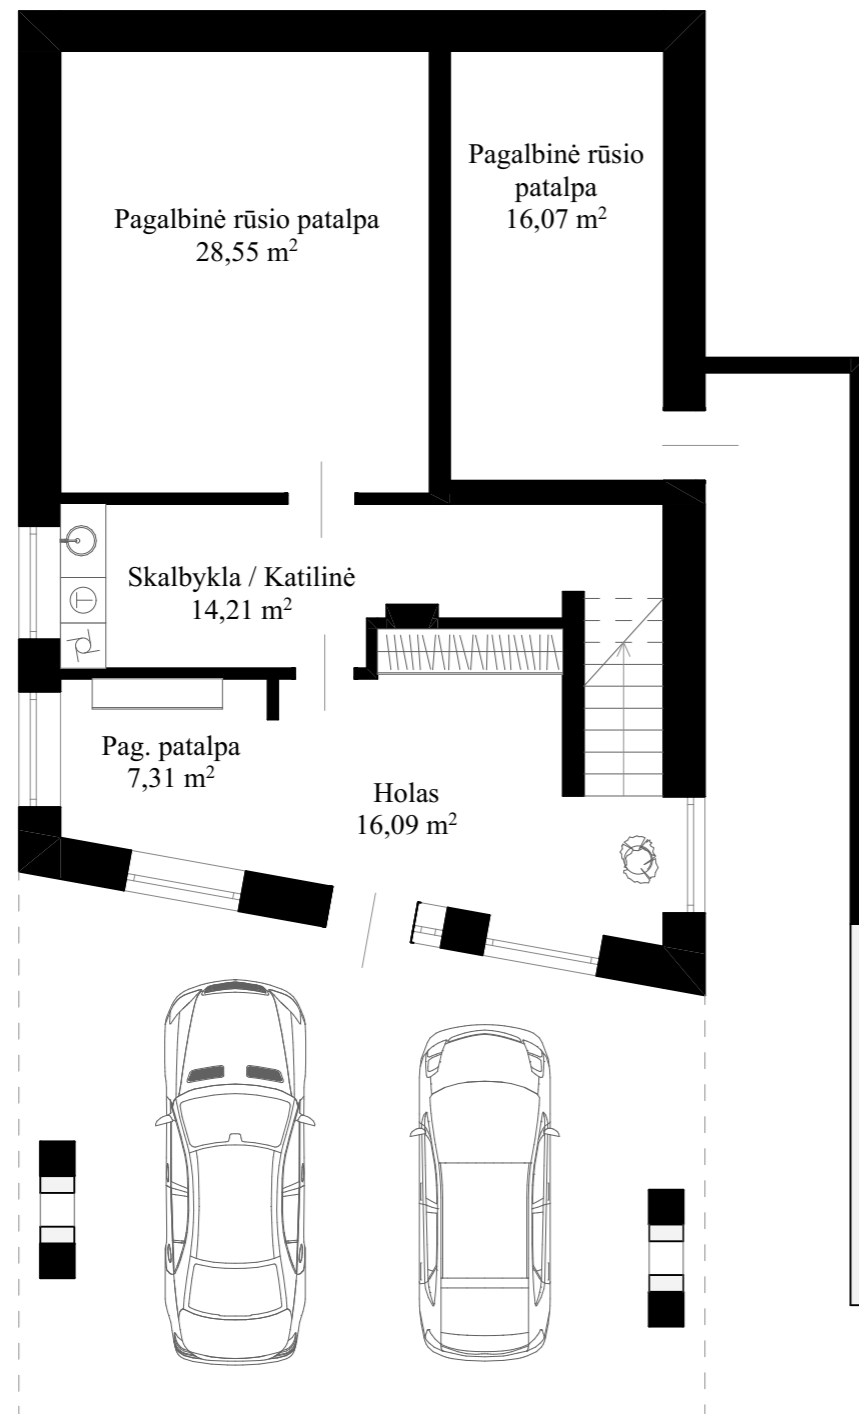 Pagalbinė rūsio
patalpa
16,07 m²
Pagalbinė rūsio patalpa
28,55 m²
Skalbykla / Katilinė
14,21 m²
Pag. patalpa
7,31 m²
Holas
16,09 m²